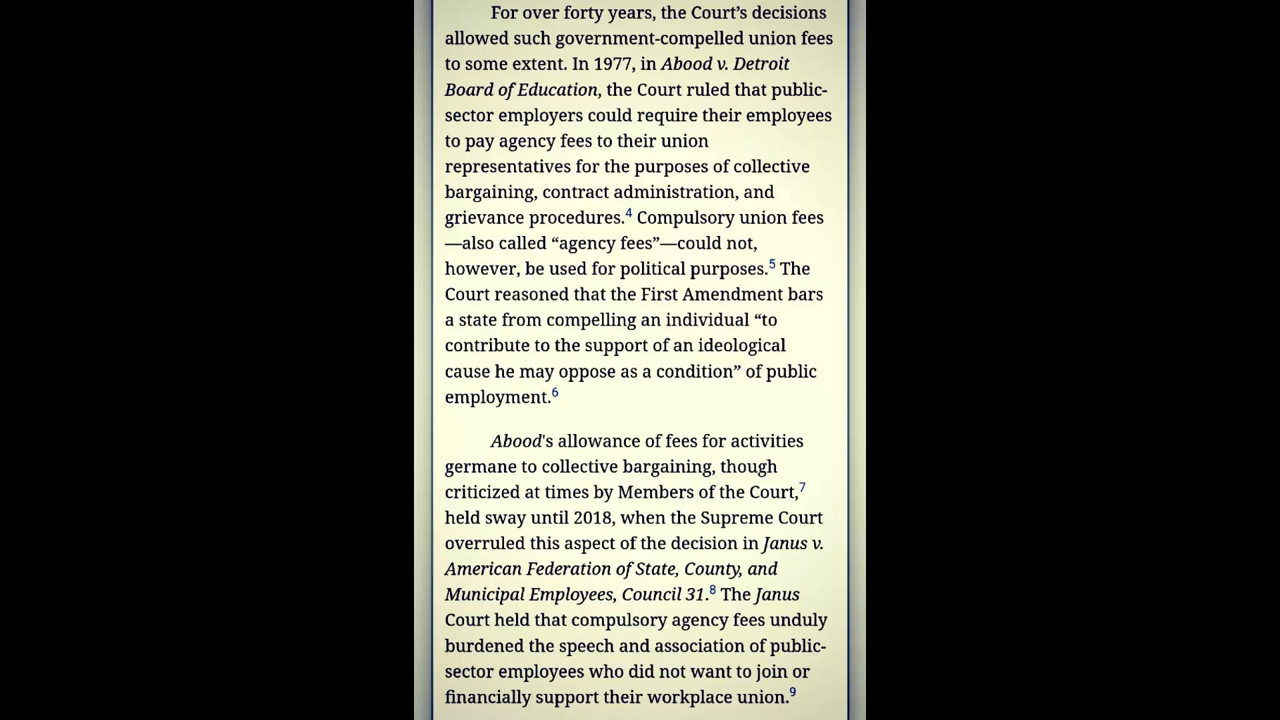 For over forty years, the Court’s decisions
allowed such government-compelled union fees
to some extent. In 1977, in Abood v. Detroit
Board of Education, the Court ruled that public-
sector employers could require their employees
to pay agency fees to their union
representatives for the purposes of collective
bargaining, contract administration, and
grievance procedures.4 Compulsory union fees
—also called “agency fees”—could not,
however, be used for political purposes.5 The
Court reasoned that the First Amendment bars
a state from compelling an individual “to
contribute to the support of an ideological
cause he may oppose as a condition” of public
employment.6
Abood's allowance of fees for activities
germane to collective bargaining, though
criticized at times by Members of the Court,7
held sway until 2018, when the Supreme Court
overruled this aspect of the decision in Janus v.
American Federation of State, County, and
Municipal Employees, Council 31.8 The Janus
Court held that compulsory agency fees unduly
burdened the speech and association of public-
sector employees who did not want to join or
financially support their workplace union.9